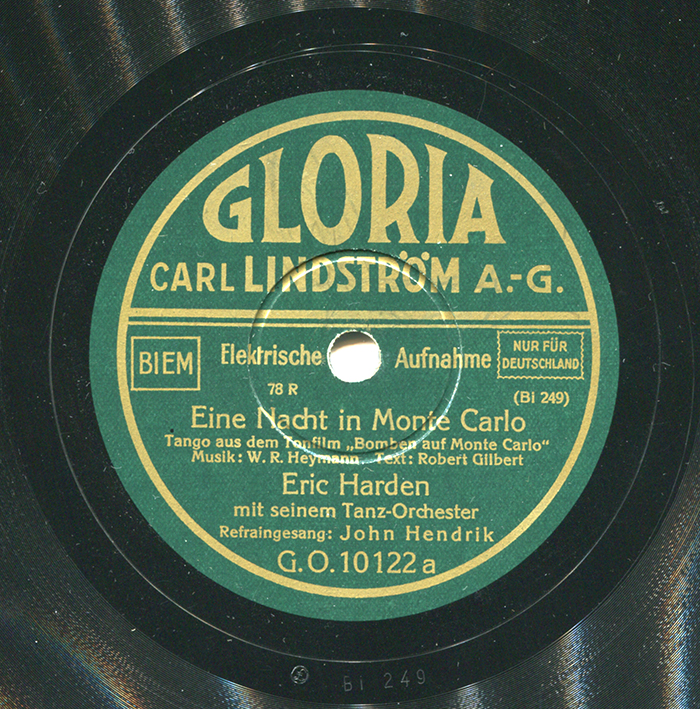 GLORIA
CARL LINDSTRÖM A.-G.
BIEM
Elektrische Aufnahme
NUR FÜR
DEUTSCHLAND
78 R
(Bi 249)
Eine Nacht in Monte Carlo
Tango aus dem Tonfilm „Bomben auf Monte Carlo“
Musik: W. R. Heymann Text: Robert Gilbert
Eric Harden
mit seinem Tanz-Orchester
Refraingesang: John Hendrik
G.O. 10122 a
Bi 249